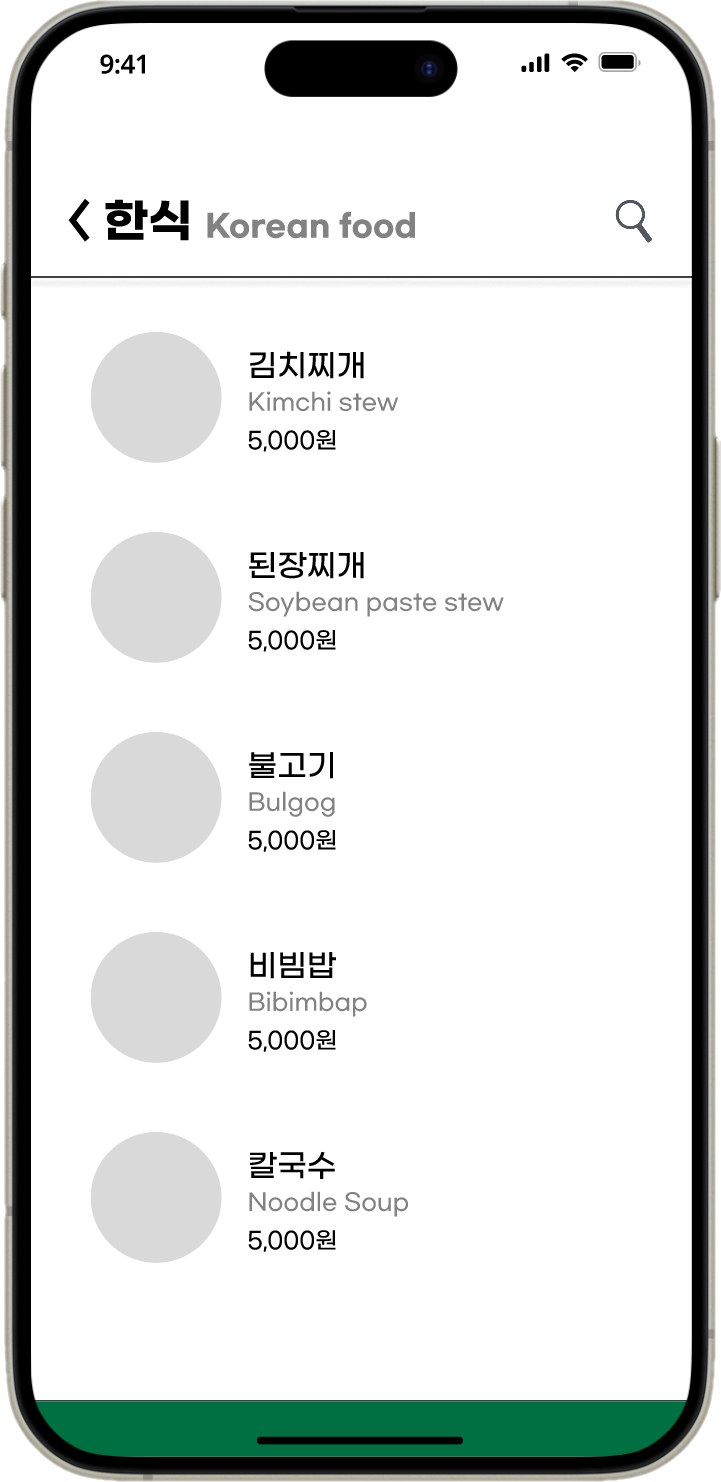 9:41
한식 Korean food
김치찌개
Kimchi stew
5,000원
된장찌개
Soybean paste stew
5,000원
불고기
Bulgog
5,000원
비빔밥
Bibimbap
5,000원
칼국수
Noodle Soup
5,000원